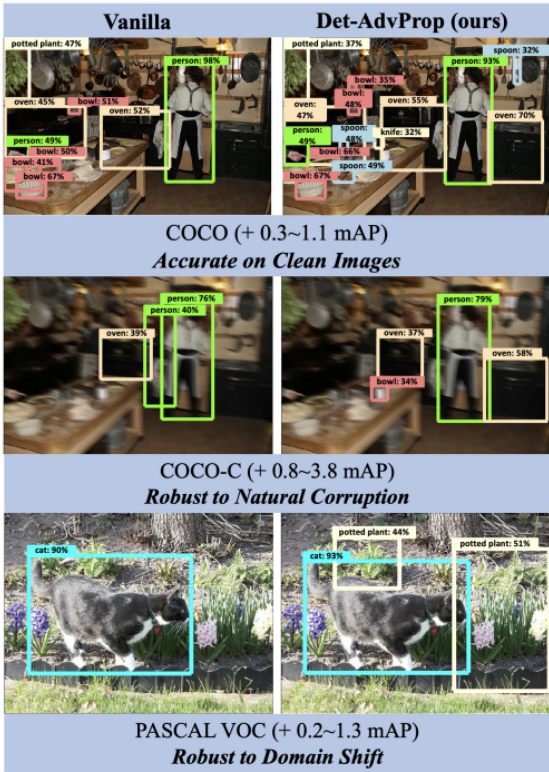 Vanilla
Det-AdvProp (ours)
potted plant: 47%
person: 98%
oven: 45%
bowl: 51%
oven: 52%
person: 49%
bowl: 50%
bowl: 41%
bowl: 67%
potted plant: 37%
person: 93%
spoon: 32%
bowl: 35%
bowl: 48%
oven: 47%
oven: 55%
oven: 70%
person: 49%
spoon: 48%
knife: 32%
bowl: 66%
spoon: 49%
bowl: 67%
COCO (+ 0.3~1.1 mAP)
Accurate on Clean Images
person: 76%
person: 40%
oven: 39%
person: 79%
oven: 37%
oven: 58%
bowl: 34%
COCO-C (+ 0.8~3.8 mAP)
Robust to Natural Corruption
cat: 90%
potted plant: 44%
cat: 93%
potted plant: 51%
PASCAL VOC (+ 0.2~1.3 mAP)
Robust to Domain Shift